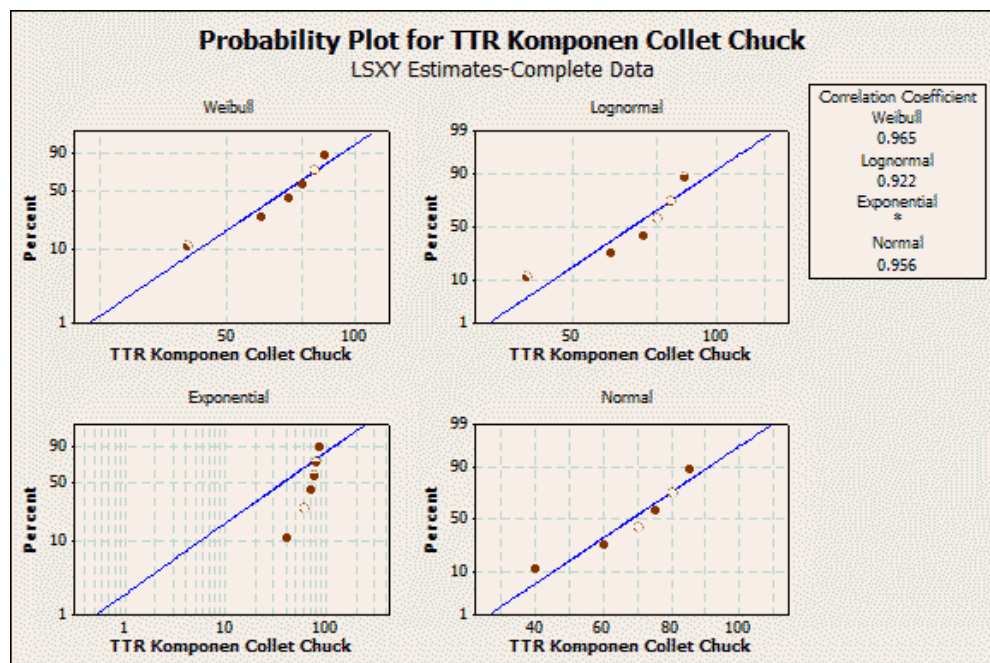 Probability Plot for TTR Komponen Collet Chuck
LSXY Estimates-Complete Data
Correlation Coefficient
Weibull
0.965
Lognormal
0.922
Exponential
*
Normal
0.956
Weibull
90
50
10
1
Percent
50 100
TTR Komponen Collet Chuck
Lognormal
99
90
50
10
1
Percent
50 100
TTR Komponen Collet Chuck
Exponential
90
50
10
1
Percent
1 10 100
TTR Komponen Collet Chuck
Normal
99
90
50
10
1
Percent
40 60 80 100
TTR Komponen Collet Chuck